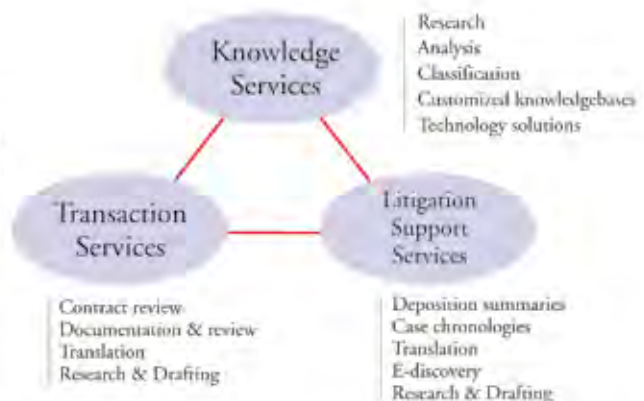 Knowledge
Services
Research
Analysis
Classification
Customized knowledgebases
Technology solutions
Transaction
Services
Litigation
Support
Services
Contract review
Documentation & review
Translation
Research & Drafting
Deposition summaries
Case chronologies
Translation
E-discovery
Research & Drafting